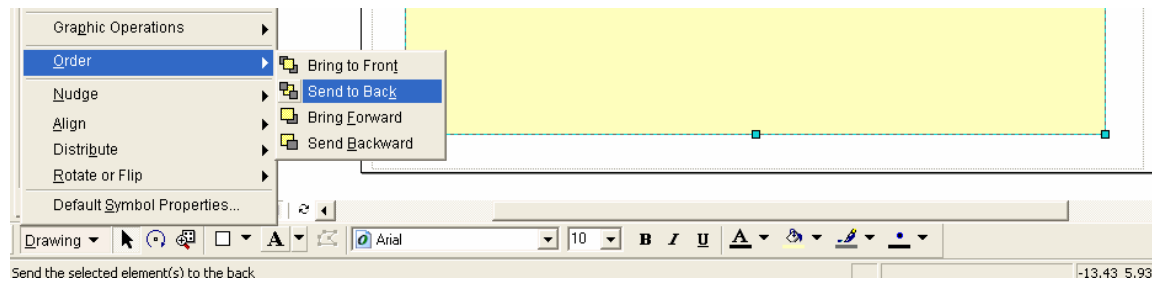 Graphic Operations
Order
Bring to Front
Send to Back
Nudge
Bring Forward
Align
Send Backward
Distribute
Rotate or Flip
Default Symbol Properties...
Drawing A Arial 10 B I U A
Send the selected element(s) to the back -13.43 5.93